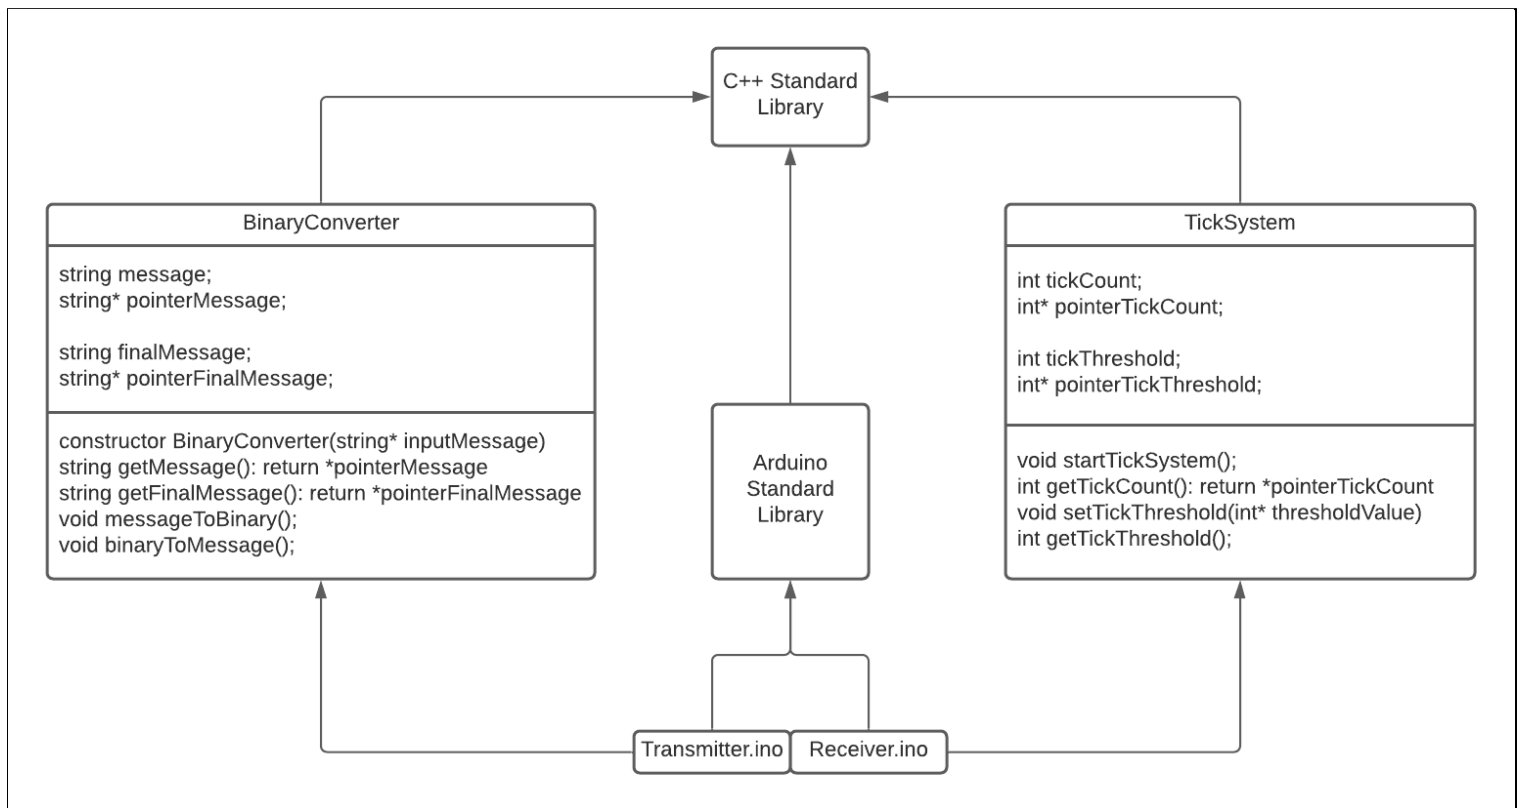 C++ Standard
Library
BinaryConverter
string message;
string* pointerMessage;
string finalMessage;
string* pointerFinalMessage;
constructor BinaryConverter(string* inputMessage)
string getMessage(): return *pointerMessage
string getFinalMessage(): return *pointerFinalMessage
void messageToBinary();
void binaryToMessage();
Arduino
Standard
Library
TickSystem
int tickCount;
int* pointerTickCount;
int tickThreshold;
int* pointerTickThreshold;
void startTickSystem();
int getTickCount(): return *pointerTickCount
void setTickThreshold(int* thresholdValue)
int getTickThreshold();
Transmitter.ino
Receiver.ino